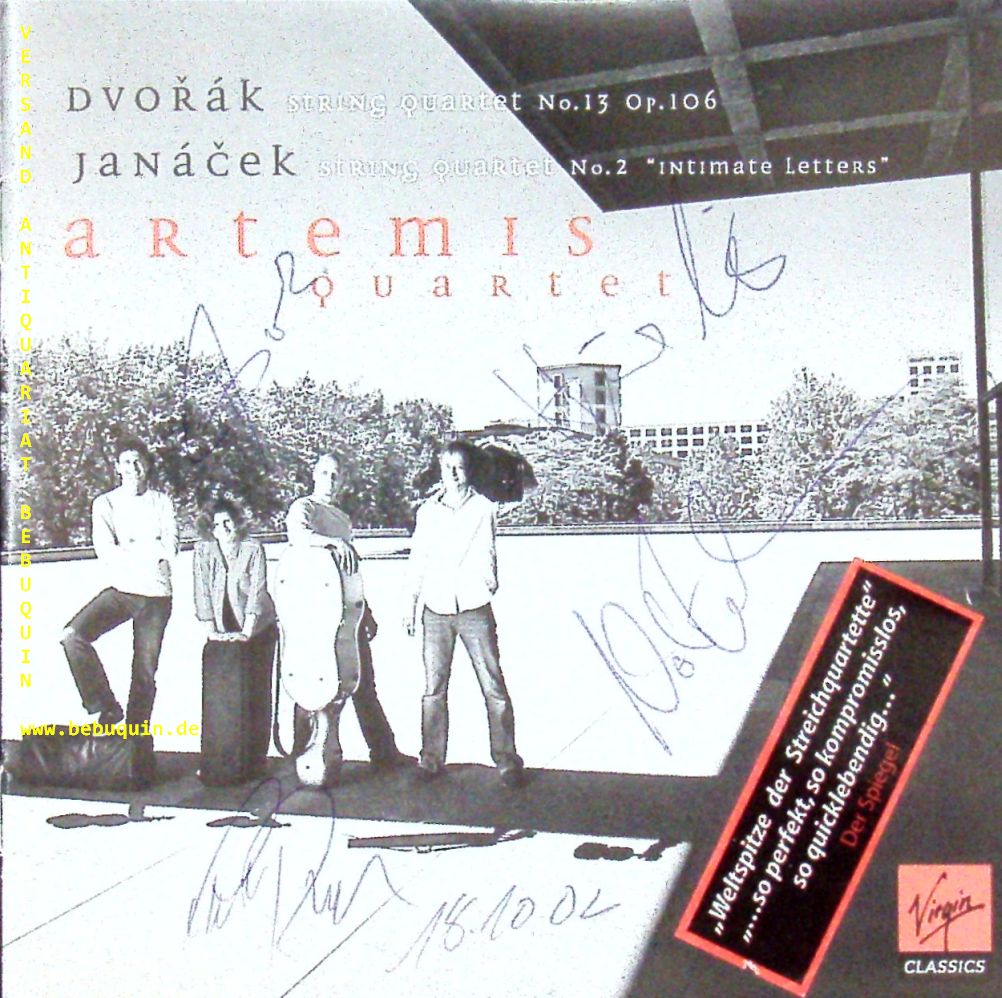 DVOŘÁK STRING QUARTET No.13 Op.106
JANÁČEK STRING QUARTET No.2 "INTIMATE LETTERS"
ARTEMIS
QUARTET
VERSAND ANTIQUARIAT BEBUQUIN
www.bebuquin.de
„Weltspitze der Streichquartette“
„...so perfekt, so kompromisslos,
so quicklebendig...“
Der Spiegel
18.10.02
Virgin
CLASSICS